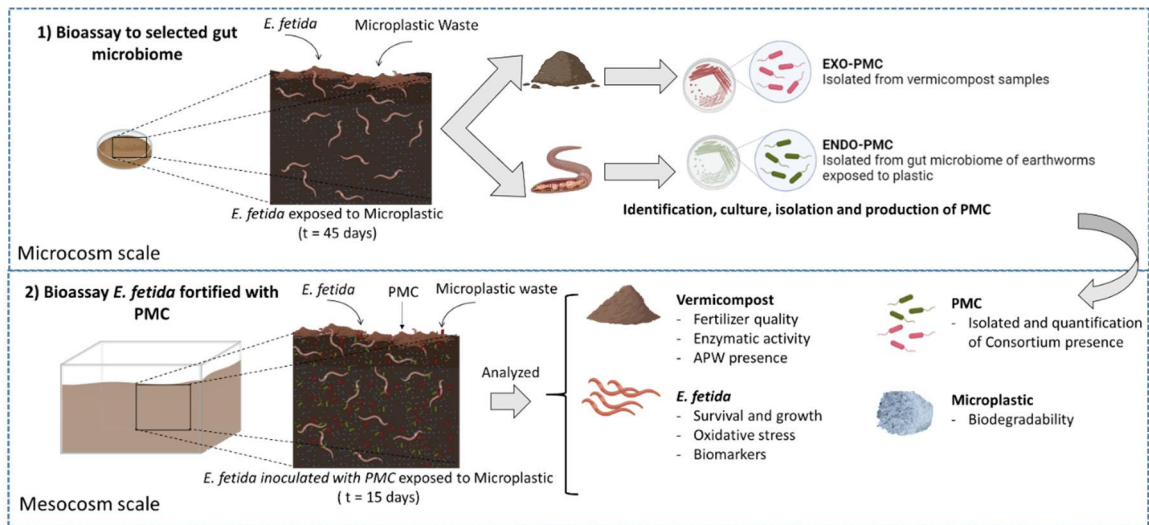 1) Bioassay to selected gut
microbiome
E. fetida
Microplastic Waste
E. fetida exposed to Microplastic
(t = 45 days)
EXO-PMC
Isolated from vermicompost samples
ENDO-PMC
Isolated from gut microbiome of earthworms
exposed to plastic
Identification, culture, isolation and production of PMC
Microcosm scale
2) Bioassay E. fetida fortified with
PMC
E. fetida
PMC
Microplastic waste
E. fetida inoculated with PMC exposed to Microplastic
( t = 15 days)
Analyzed
Vermicompost
- Fertilizer quality
- Enzymatic activity
- APW presence
E. fetida
- Survival and growth
- Oxidative stress
- Biomarkers
PMC
- Isolated and quantification
of Consortium presence
Microplastic
- Biodegradability
Mesocosm scale